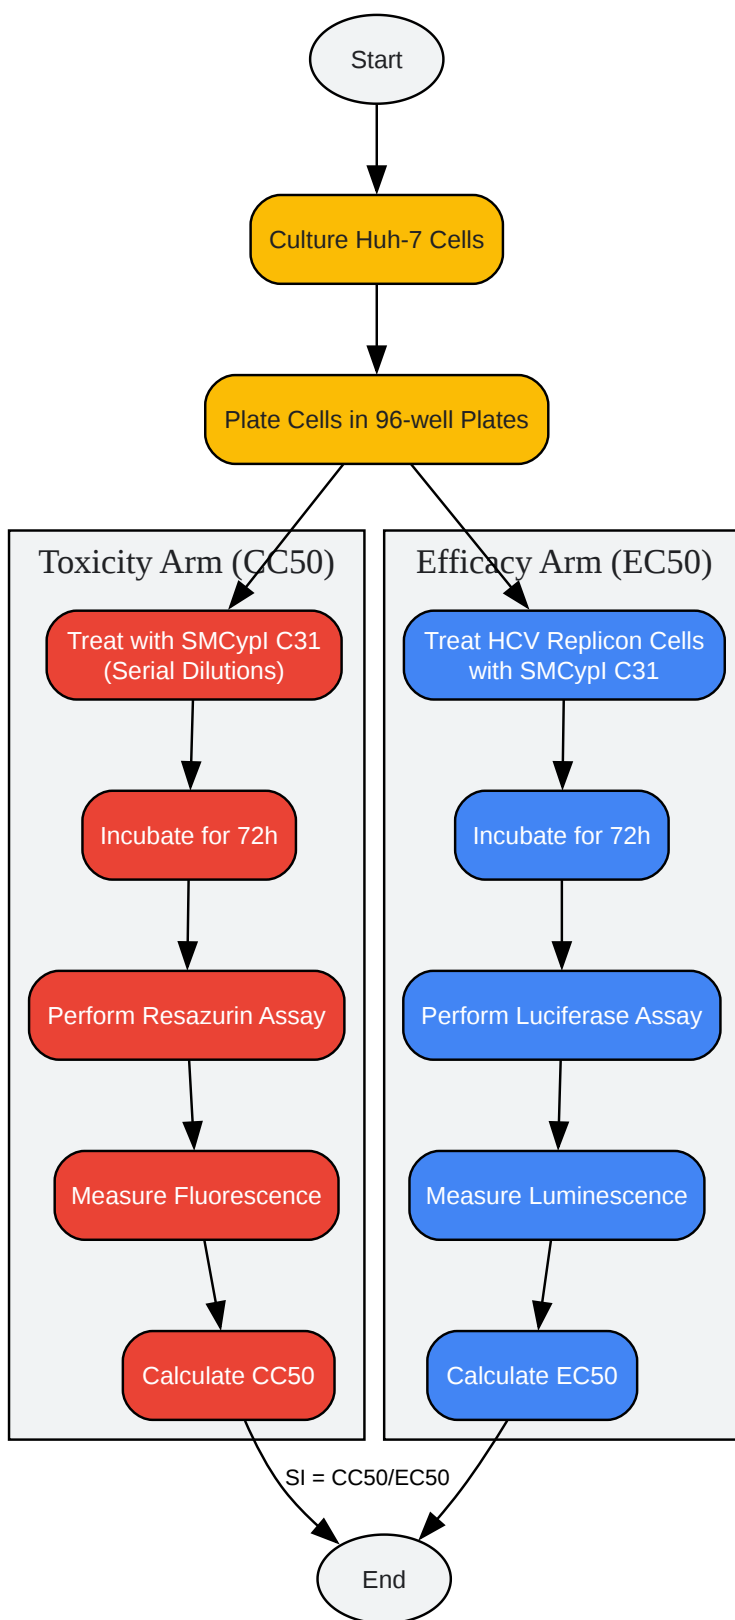 Start
Culture Huh-7 Cells
Plate Cells in 96-well Plates
Toxicity Arm (CC50)
Treat with SMCypI C31
(Serial Dilutions)
Incubate for 72h
Perform Resazurin Assay
Measure Fluorescence
Calculate CC50
Efficacy Arm (EC50)
Treat HCV Replicon Cells
with SMCypI C31
Incubate for 72h
Perform Luciferase Assay
Measure Luminescence
Calculate EC50
SI = CC50/EC50
End